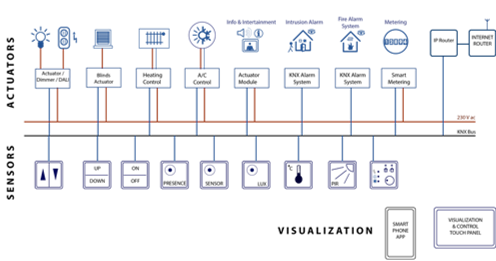 ACTUATORS
Info & Entertainment
Intrusion Alarm
Fire Alarm
System
Metering
IP Router
INTERNET
ROUTER
Actuator /
Dimmer / DALI
Blinds
Actuator
Heating
Control
A/C
Control
Actuator
Module
KNX Alarm
System
KNX Alarm
System
Smart
Metering
230 V ac
KNX Bus
SENSORS
UP
DOWN
ON
OFF
PRESENCE
SENSOR
LUX
°C
PIR
VISUALIZATION
SMART
PHONE
APP
VISUALIZATION
& CONTROL
TOUCH PANEL